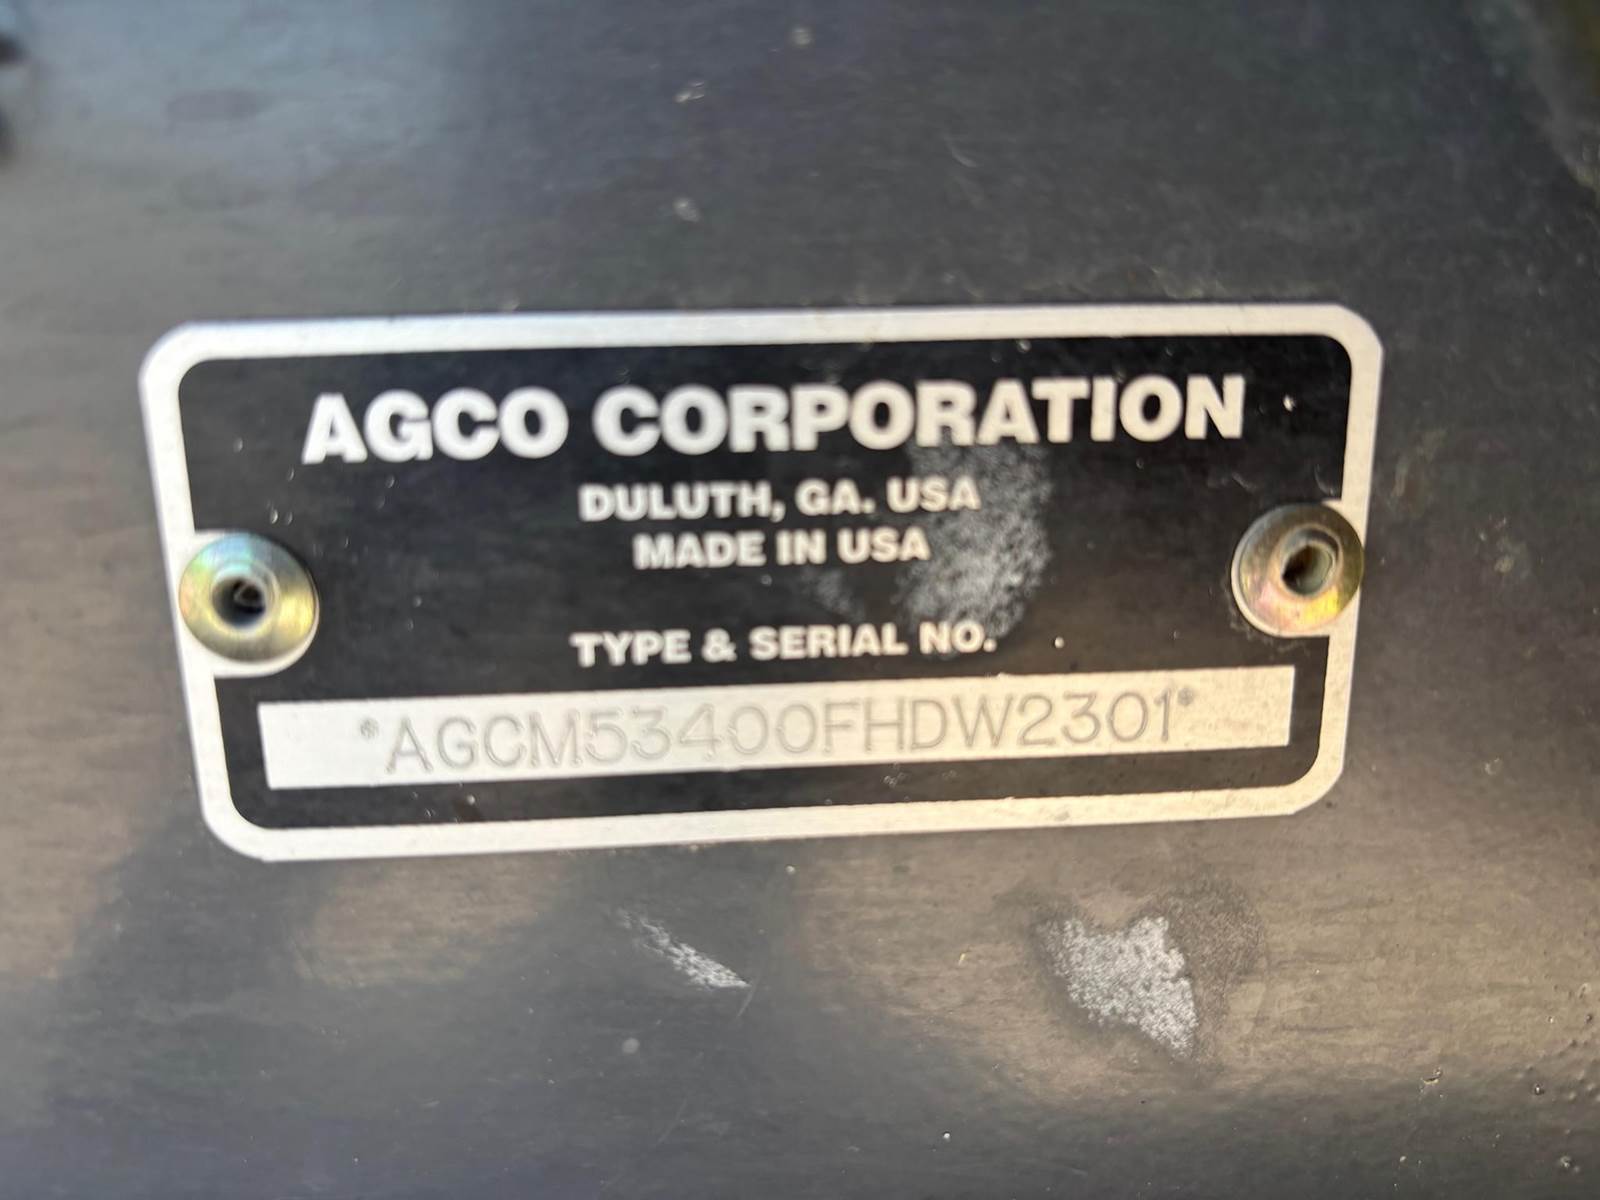 AGCO CORPORATION
DULUTH, GA. USA
MADE IN USA
TYPE & SERIAL NO.
*AGCM53400FHDW2301*